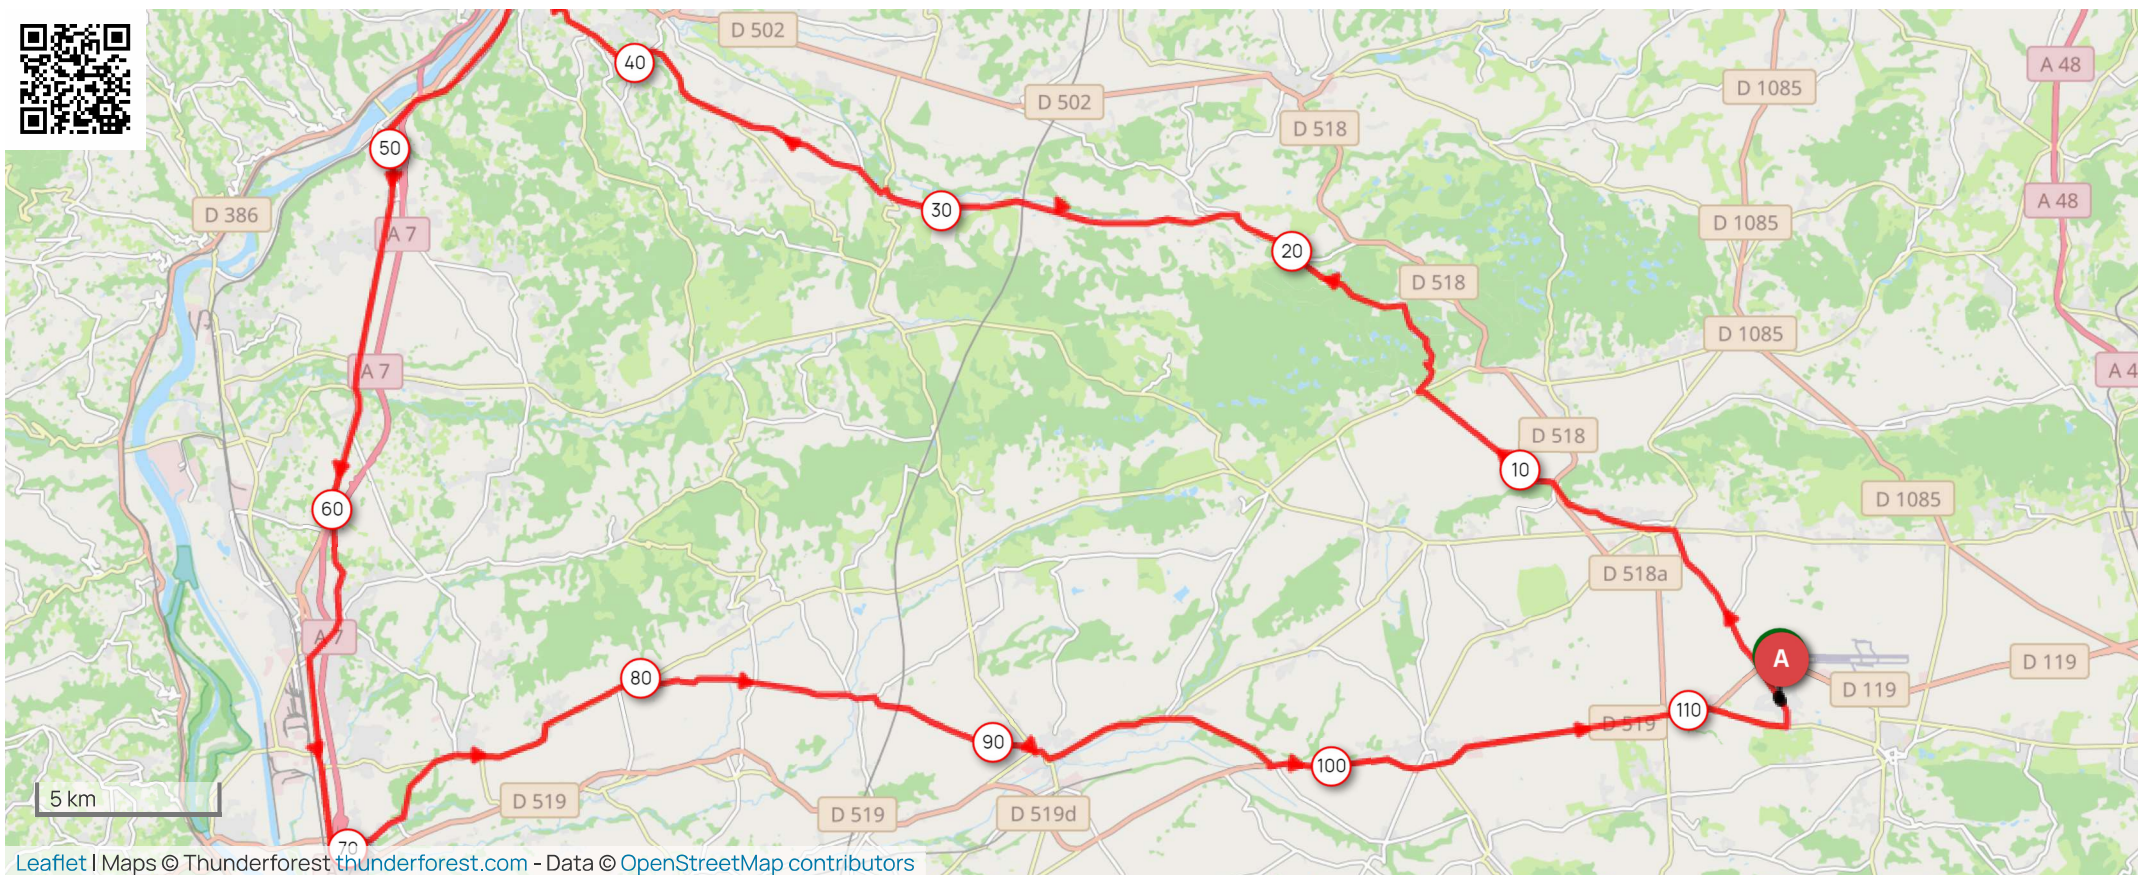 D 502
A 48
40
D 1085
D 502
D 518
50
A 48
30
D 386
D 1085
A 7
20
D 518
D 1085
A 7
A 4
D 518
10
D 1085
60
D 518a
A 7
A
D 119
80
D 119
110
D 519
90
100
5 km
D 519
D 519
D 519d
70
Leaflet | Maps © Thunderforest thunderforest.com - Data © OpenStreetMap contributors